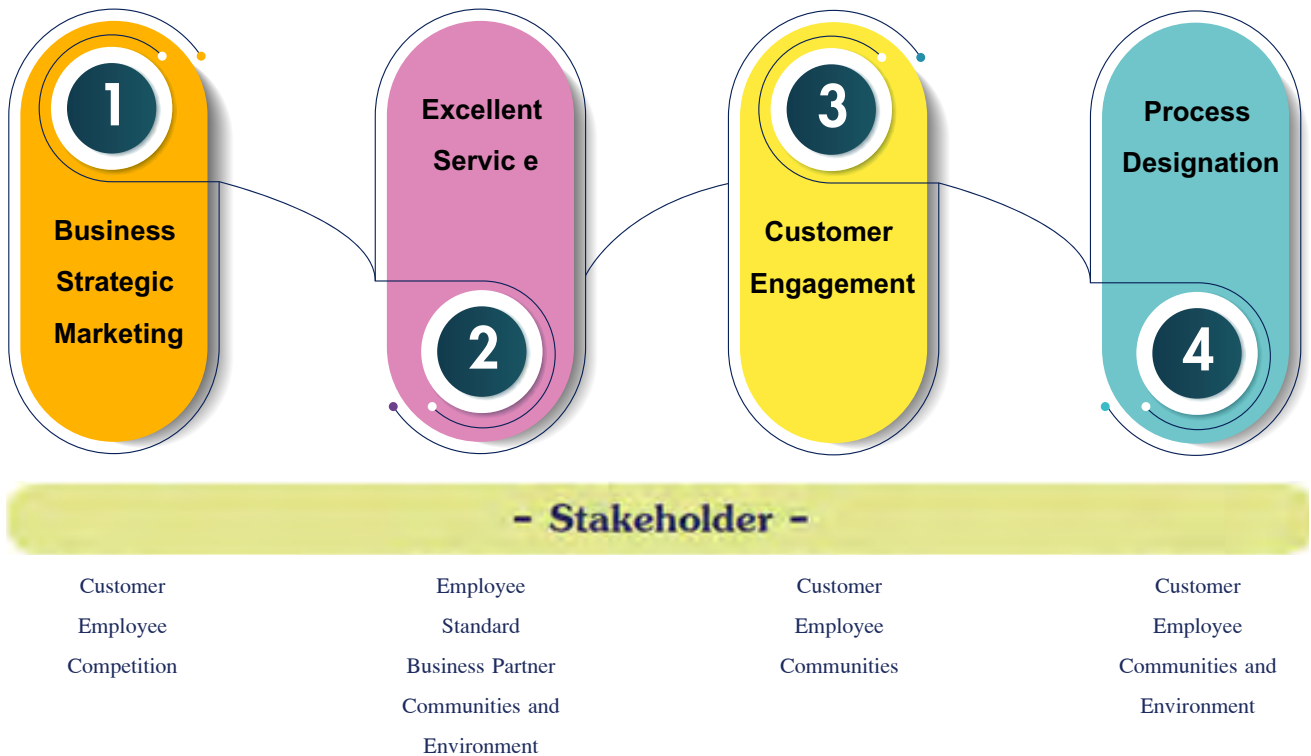 1
Business
Strategic
Marketing
Excellent
Servic e
2
3
Customer
Engagement
Process
Designation
4
- Stakeholder -
Customer
Employee
Competition
Employee
Standard
Business Partner
Communities and
Environment
Customer
Employee
Communities
Customer
Employee
Communities and
Environment